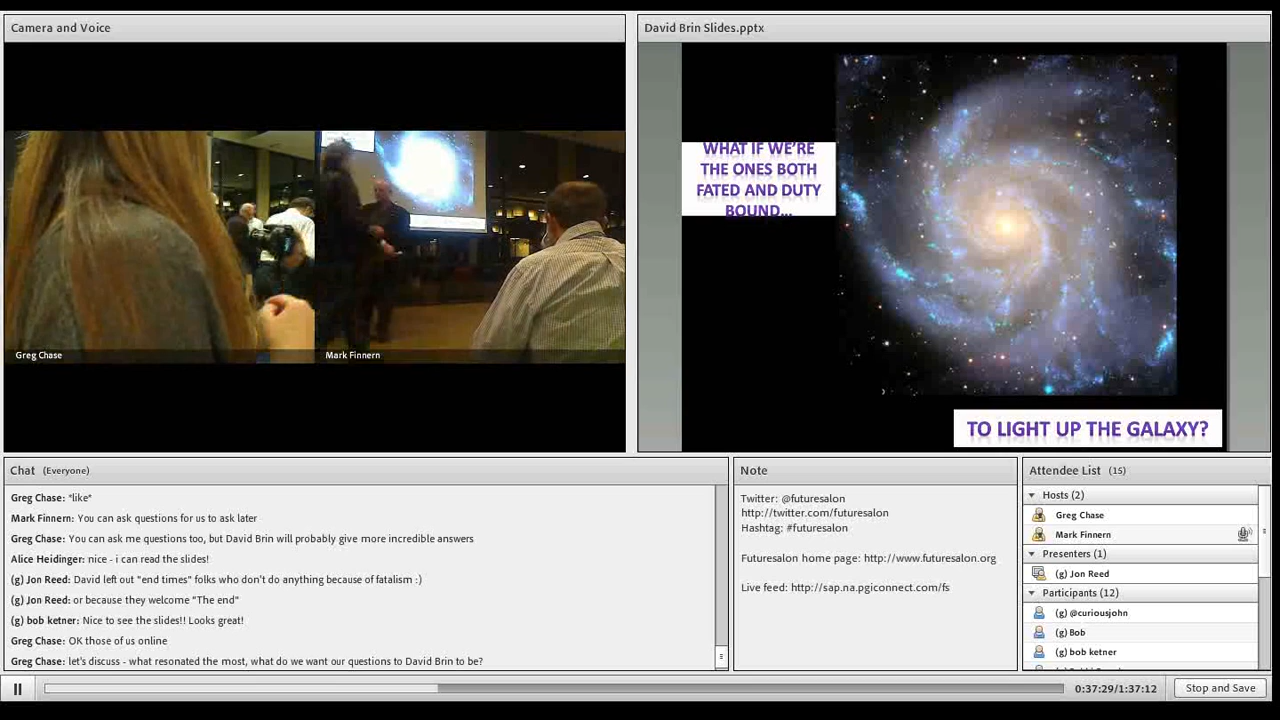 Camera and Voice
Greg Chase
Mark Finnern
David Brin Slides.pptx
WHAT IF WE'RE
THE ONES BOTH
FATED AND DUTY
BOUND...
TO LIGHT UP THE GALAXY?
Chat (Everyone)
Greg Chase: "like"
Mark Finnern: You can ask questions for us to ask later
Greg Chase: You can ask me questions too, but David Brin will probably give more incredible answers
Alice Heidinger: nice - i can read the slides!
(g) Jon Reed: David left out "end times" folks who don't do anything because of fatalism :)
(g) Jon Reed: or because they welcome "The end"
(g) bob ketner: Nice to see the slides!! Looks great!
Greg Chase: OK those of us online
Greg Chase: let's discuss - what resonated the most, what do we want our questions to David Brin to be?
Note
Twitter: @futuresalon
http://twitter.com/futuresalon
Hashtag: #futuresalon
Futuresalon home page: http://www.futuresalon.org
Live feed: http://sap.na.pgiconnect.com/fs
Attendee List (15)
Hosts (2)
Greg Chase
Mark Finnern
Presenters (1)
(g) Jon Reed
Participants (12)
(g) @curiousjohn
(g) Bob
(g) bob ketner
0:37:29/1:37:12
Stop and Save